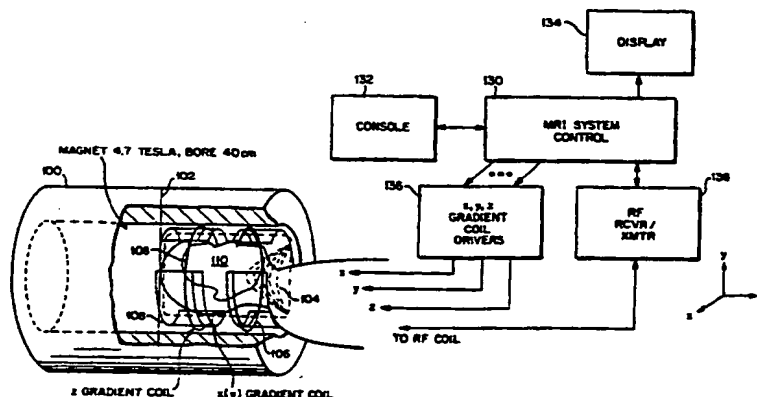 134
DISPLAY
132
CONSOLE
130
MRI SYSTEM
CONTROL
MAGNET 4.7 TESLA, BORE 40cm
100
102
136
x, y, z
GRADIENT
COIL
DRIVERS
138
RF
RCVR/
XMTR
108
110
104
x
y
z
y
x
TO RF COIL
108
106
z GRADIENT COIL
x(y) GRADIENT COIL